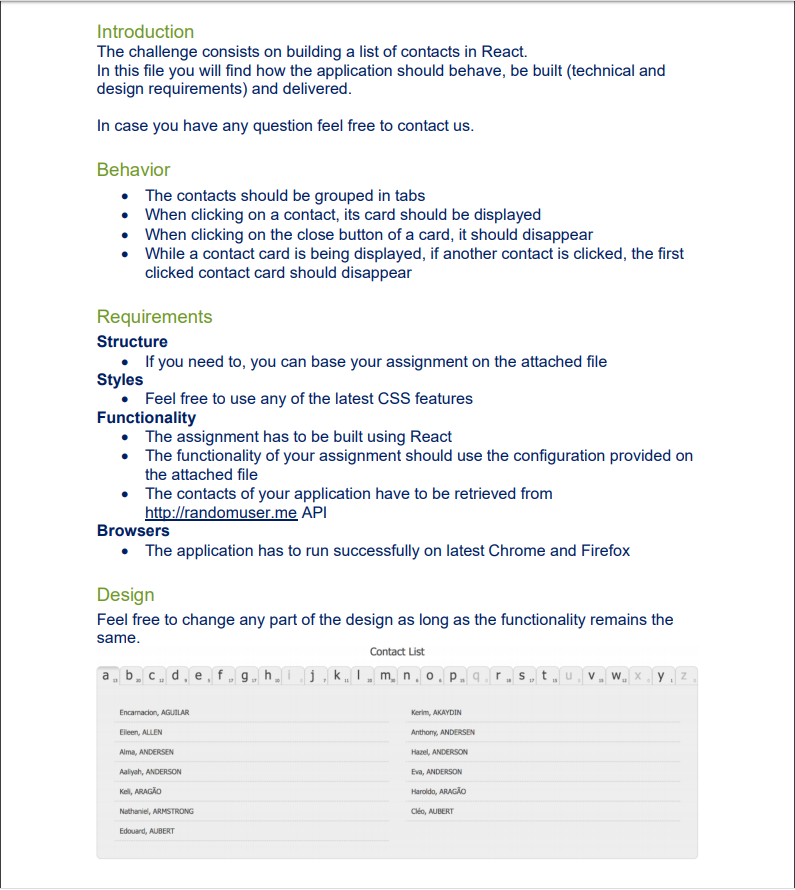 Introduction
The challenge consists on building a list of contacts in React.
In this file you will find how the application should behave, be built (technical and
design requirements) and delivered.
In case you have any question feel free to contact us.
Behavior
• The contacts should be grouped in tabs
• When clicking on a contact, its card should be displayed
• When clicking on the close button of a card, it should disappear
• While a contact card is being displayed, if another contact is clicked, the first
clicked contact card should disappear
Requirements
Structure
• If you need to, you can base your assignment on the attached file
Styles
• Feel free to use any of the latest CSS features
Functionality
• The assignment has to be built using React
• The functionality of your assignment should use the configuration provided on
the attached file
• The contacts of your application have to be retrieved from
http://randomuser.me API
Browsers
• The application has to run successfully on latest Chrome and Firefox
Design
Feel free to change any part of the design as long as the functionality remains the
same.
Contact List
a b c d e f g h i j k l m n o p q r s t u v w x y z
Encarnacion, AGUILAR Kerim, AKAYDIN
Eileen, ALLEN Anthony, ANDERSEN
Alma, ANDERSEN Hazel, ANDERSON
Aaliyah, ANDERSON Eva, ANDERSON
Keli, ARAGÃO Haroldo, ARAGÃO
Nathaniel, ARMSTRONG Cléo, AUBERT
Edouard, AUBERT